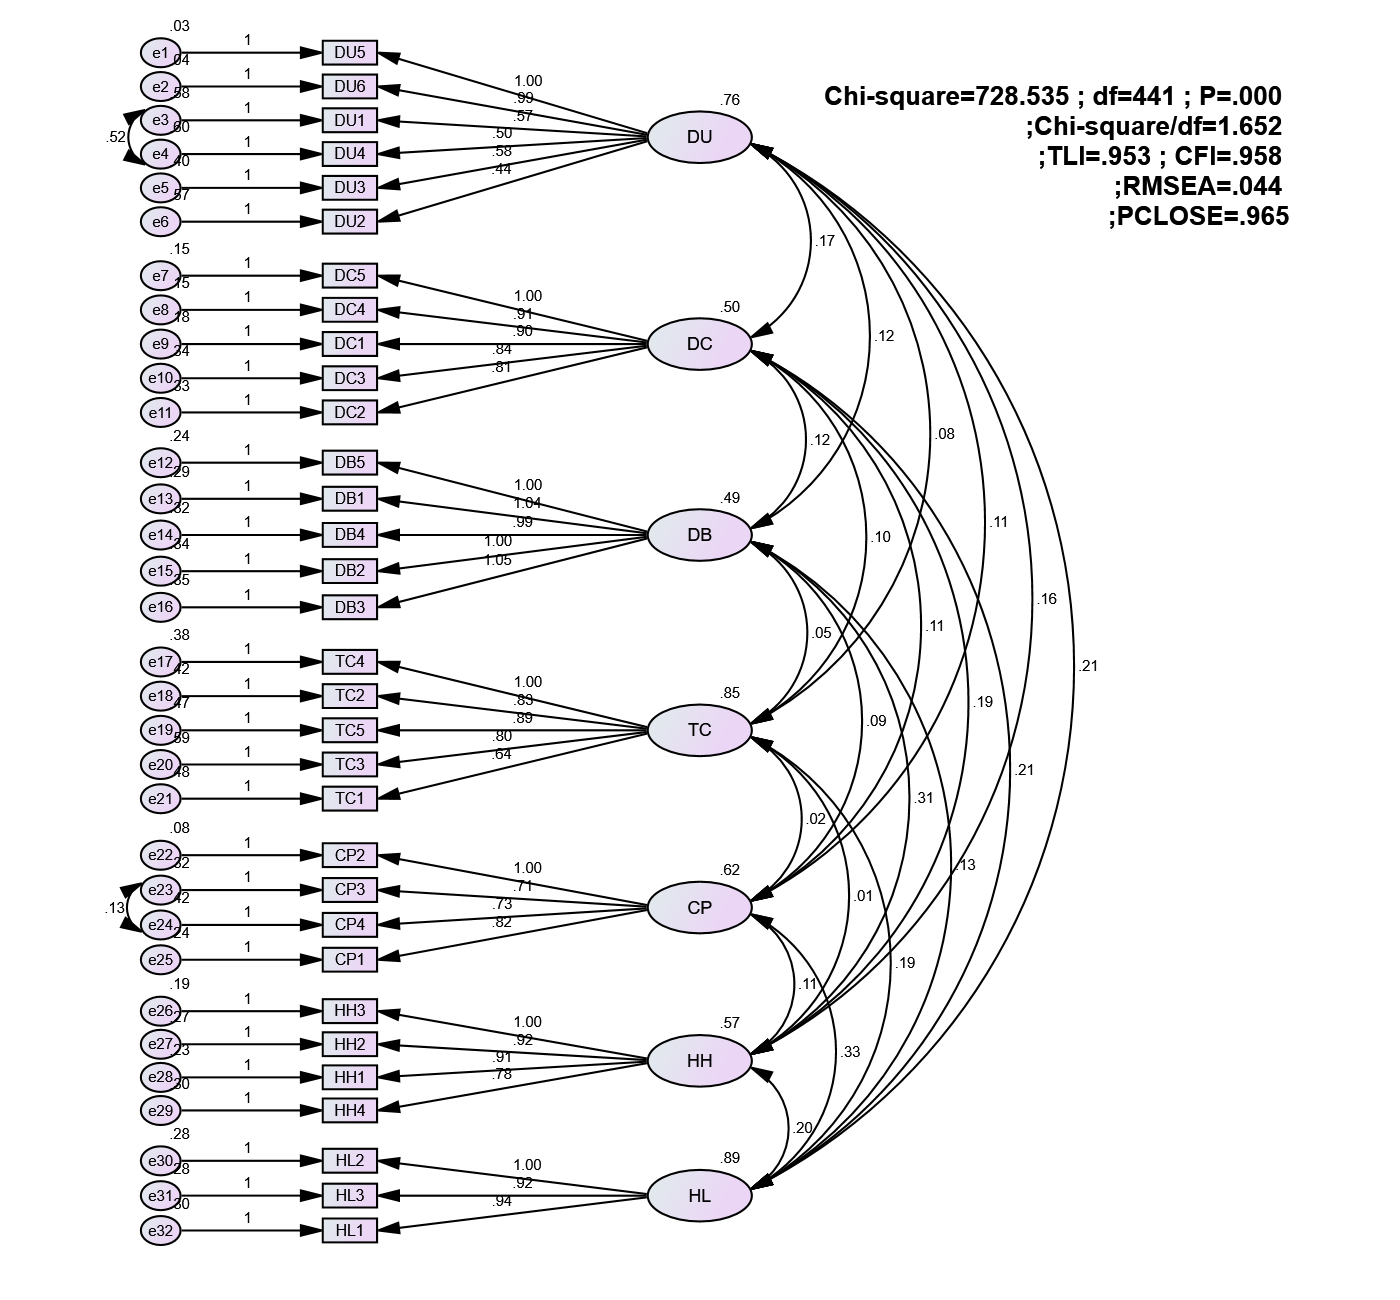 Chi-square=728.535 ; df=441 ; P=.000
;Chi-square/df=1.652
;TLI=.953 ; CFI=.958
;RMSEA=.044
;PCLOSE=.965
.03
e1 1 DU5
.04
e2 1 DU6
.58
e3 1 DU1
.60
e4 1 DU4
.40
e5 1 DU3
.57
e6 1 DU2
.52
1.00
.99
.57
.50
.58
.44
.76
DU
.15
e7 1 DC5
.15
e8 1 DC4
.18
e9 1 DC1
.34
e10 1 DC3
.33
e11 1 DC2
1.00
.91
.90
.84
.81
.50
DC
.24
e12 1 DB5
.29
e13 1 DB1
.32
e14 1 DB4
.34
e15 1 DB2
.35
e16 1 DB3
1.00
1.04
.99
1.00
1.05
.49
DB
.38
e17 1 TC4
.42
e18 1 TC2
.47
e19 1 TC5
.59
e20 1 TC3
.48
e21 1 TC1
1.00
.83
.89
.80
.64
.85
TC
.08
e22 1 CP2
.32
e23 1 CP3
.42
e24 1 CP4
.24
e25 1 CP1
.13
1.00
.71
.73
.82
.62
CP
.19
e26 1 HH3
.27
e27 1 HH2
.23
e28 1 HH1
.30
e29 1 HH4
1.00
.92
.91
.78
.57
HH
.28
e30 1 HL2
.28
e31 1 HL3
.30
e32 1 HL1
1.00
.92
.94
.89
HL
.17
.12
.08
.11
.16
.21
.12
.10
.11
.19
.21
.05
.09
.31
.13
.02
.01
.19
.11
.33
.20